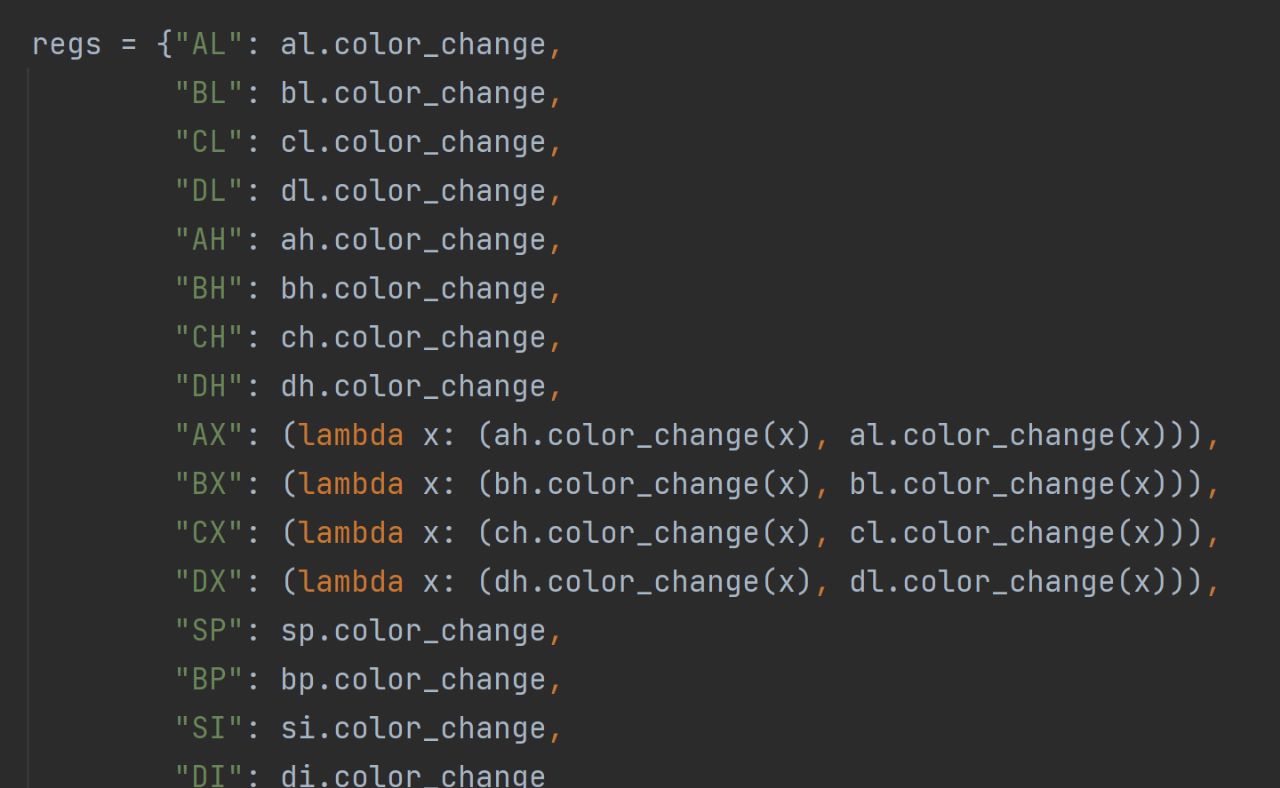 regs = {"AL": al.color_change,
"BL": bl.color_change,
"CL": cl.color_change,
"DL": dl.color_change,
"AH": ah.color_change,
"BH": bh.color_change,
"CH": ch.color_change,
"DH": dh.color_change,
"AX": (lambda x: (ah.color_change(x), al.color_change(x))),
"BX": (lambda x: (bh.color_change(x), bl.color_change(x))),
"CX": (lambda x: (ch.color_change(x), cl.color_change(x))),
"DX": (lambda x: (dh.color_change(x), dl.color_change(x))),
"SP": sp.color_change,
"BP": bp.color_change,
"SI": si.color_change,
"DI": di.color_change